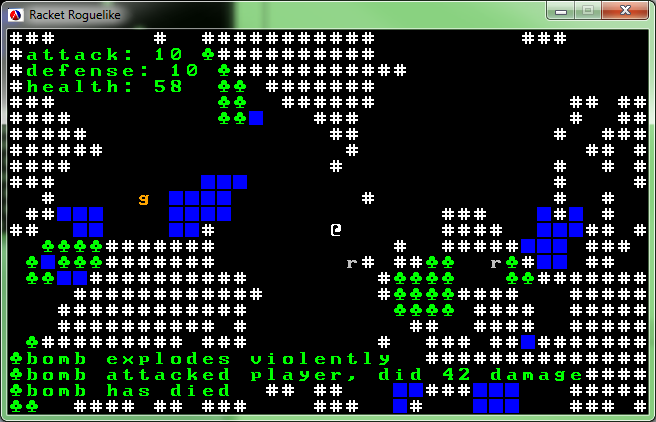 Racket Roguelike
attack: 10
defense: 10
health: 58
g
@
r r
bomb explodes violently
bomb attacked player, did 42 damage
bomb has died